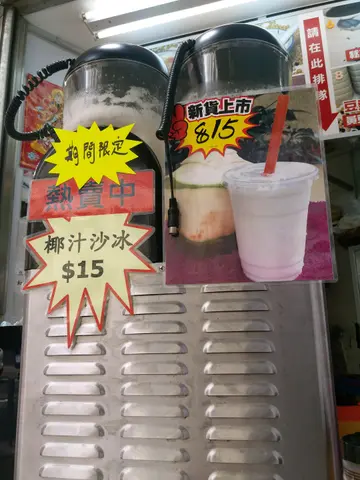 期間限定
熱賣中
椰汁沙冰
$15
新貨上市
$15
請在此排隊